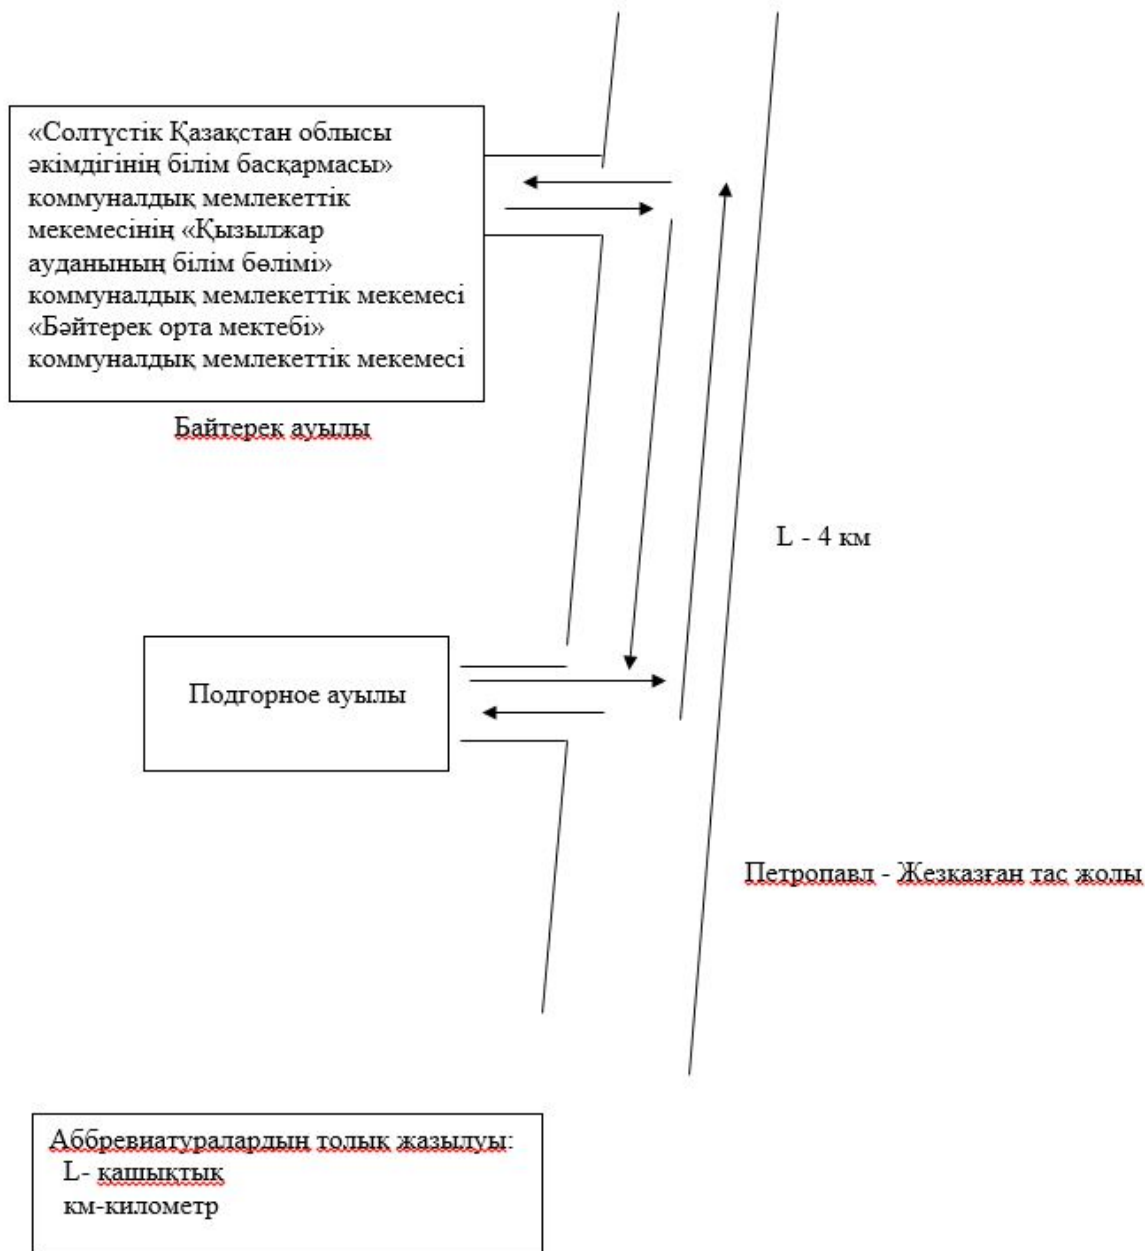 «Солтүстік Қазақстан облысы
әкімдігінің білім басқармасы»
коммуналдық мемлекеттік
мекемесінің «Қызылжар
ауданының білім бөлімі»
коммуналдық мемлекеттік мекемесі
«Бәйтерек орта мектебі»
коммуналдық мемлекеттік мекемесі
Байтерек ауылы
L - 4 км
Подгорное ауылы
Петропавл - Жезказған тас жолы
Аббревиатуралардың толық жазылуы:
L- қашықтық
км-километр